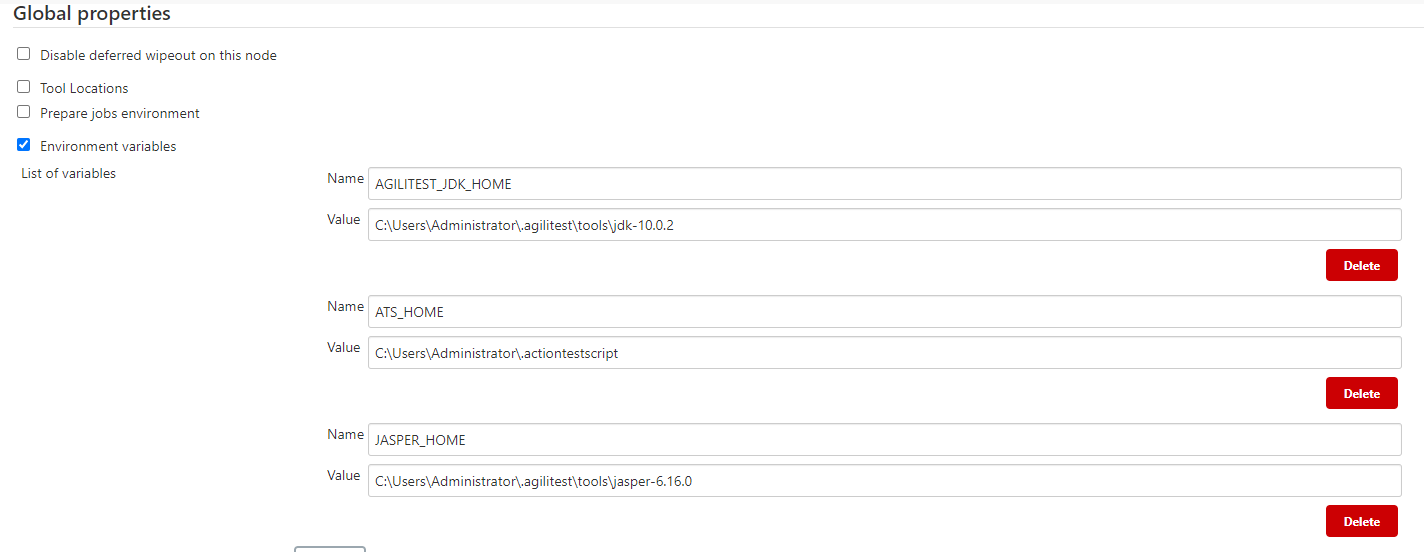 Global properties
Disable deferred wipeout on this node
Tool Locations
Prepare jobs environment
Environment variables
List of variables
Name AGILITEST_JDK_HOME
Value C:\Users\Administrator\.agilitest\tools\jdk-10.0.2
Delete
Name ATS_HOME
Value C:\Users\Administrator\.actiontestscript
Delete
Name JASPER_HOME
Value C:\Users\Administrator\.agilitest\tools\jasper-6.16.0
Delete